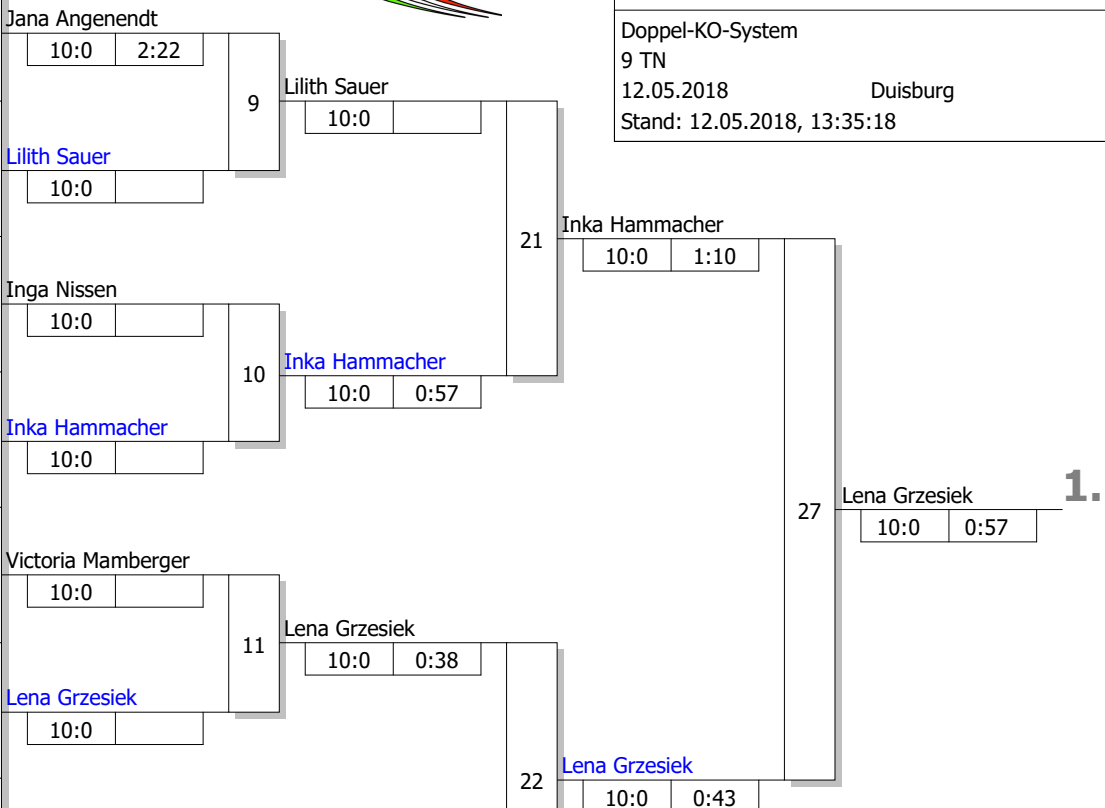 Jana Angenendt
10:0 2:22
Doppel-KO-System
9 TN
12.05.2018 Duisburg
Stand: 12.05.2018, 13:35:18
9
Lilith Sauer
10:0
Lilith Sauer
10:0
21
Inka Hammacher
10:0 1:10
Inga Nissen
10:0
10
Inka Hammacher
10:0 0:57
Inka Hammacher
10:0
27
Lena Grzesiek
1.
10:0 0:57
Victoria Mamberger
10:0
11
Lena Grzesiek
10:0 0:38
Lena Grzesiek
10:0
22
Lena Grzesiek
10:0 0:43